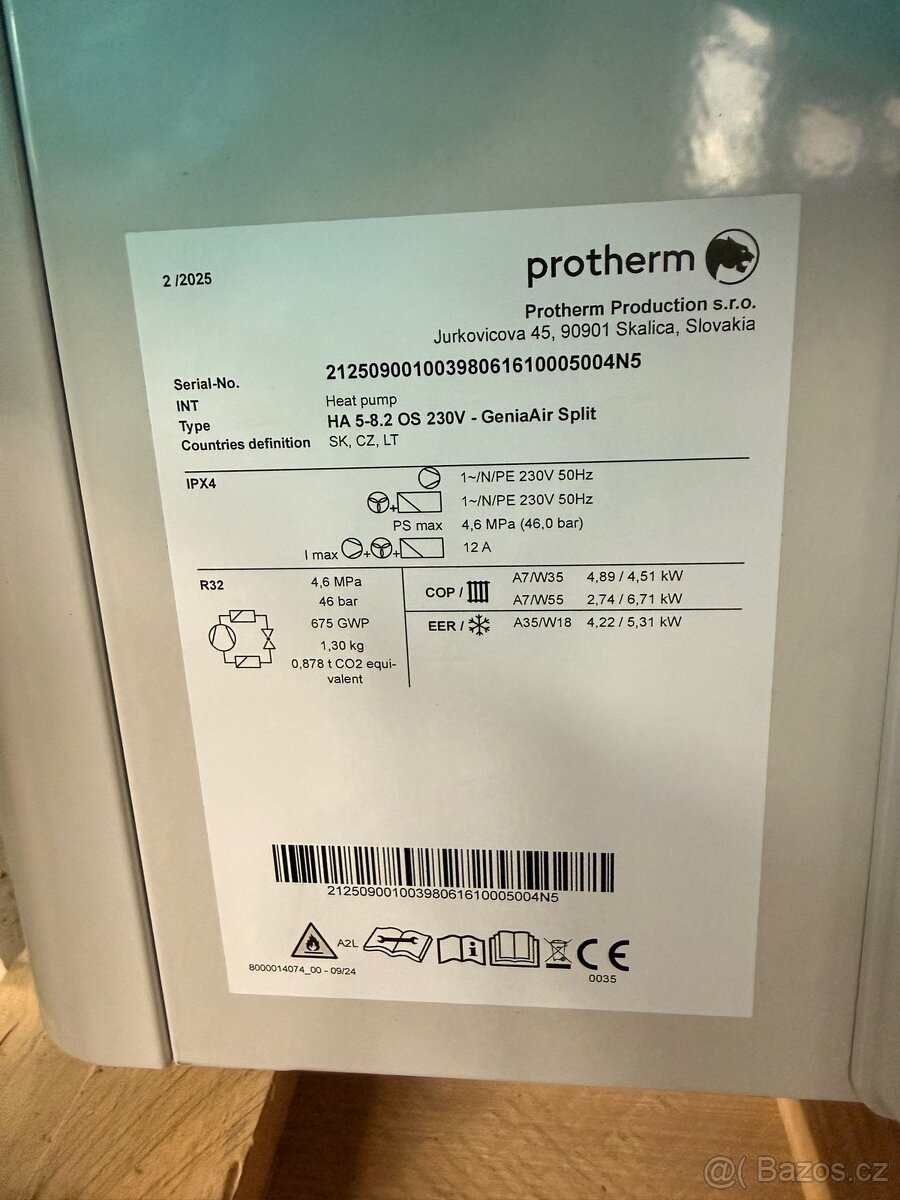 2 /2025
protherm
Protherm Production s.r.o.
Jurkovicova 45, 90901 Skalica, Slovakia
Serial-No. 21250900100398061610005004N5
INT Heat pump
Type HA 5-8.2 OS 230V - GeniaAir Split
Countries definition SK, CZ, LT
IPX4 1~/N/PE 230V 50Hz
+ 1~/N/PE 230V 50Hz
PS max 4,6 MPa (46,0 bar)
I max + + 12 A
R32 4,6 MPa
46 bar
675 GWP
1,30 kg
0,878 t CO2 equi-
valent
COP / A7/W35 4,89 / 4,51 kW
A7/W55 2,74 / 6,71 kW
EER / A35/W18 4,22 / 5,31 kW
21250900100398061610005004N5
A2L
i
CE
8000014074_00 - 09/24
0035
@( Bazos.cz